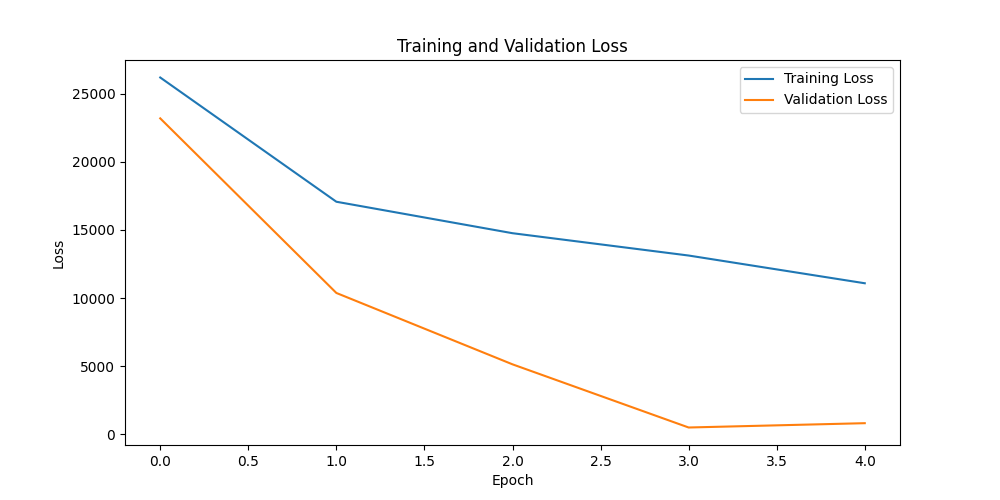 Training and Validation Loss
Training Loss
Validation Loss
25000
20000
15000
10000
5000
0
Loss
0.0 0.5 1.0 1.5 2.0 2.5 3.0 3.5 4.0
Epoch